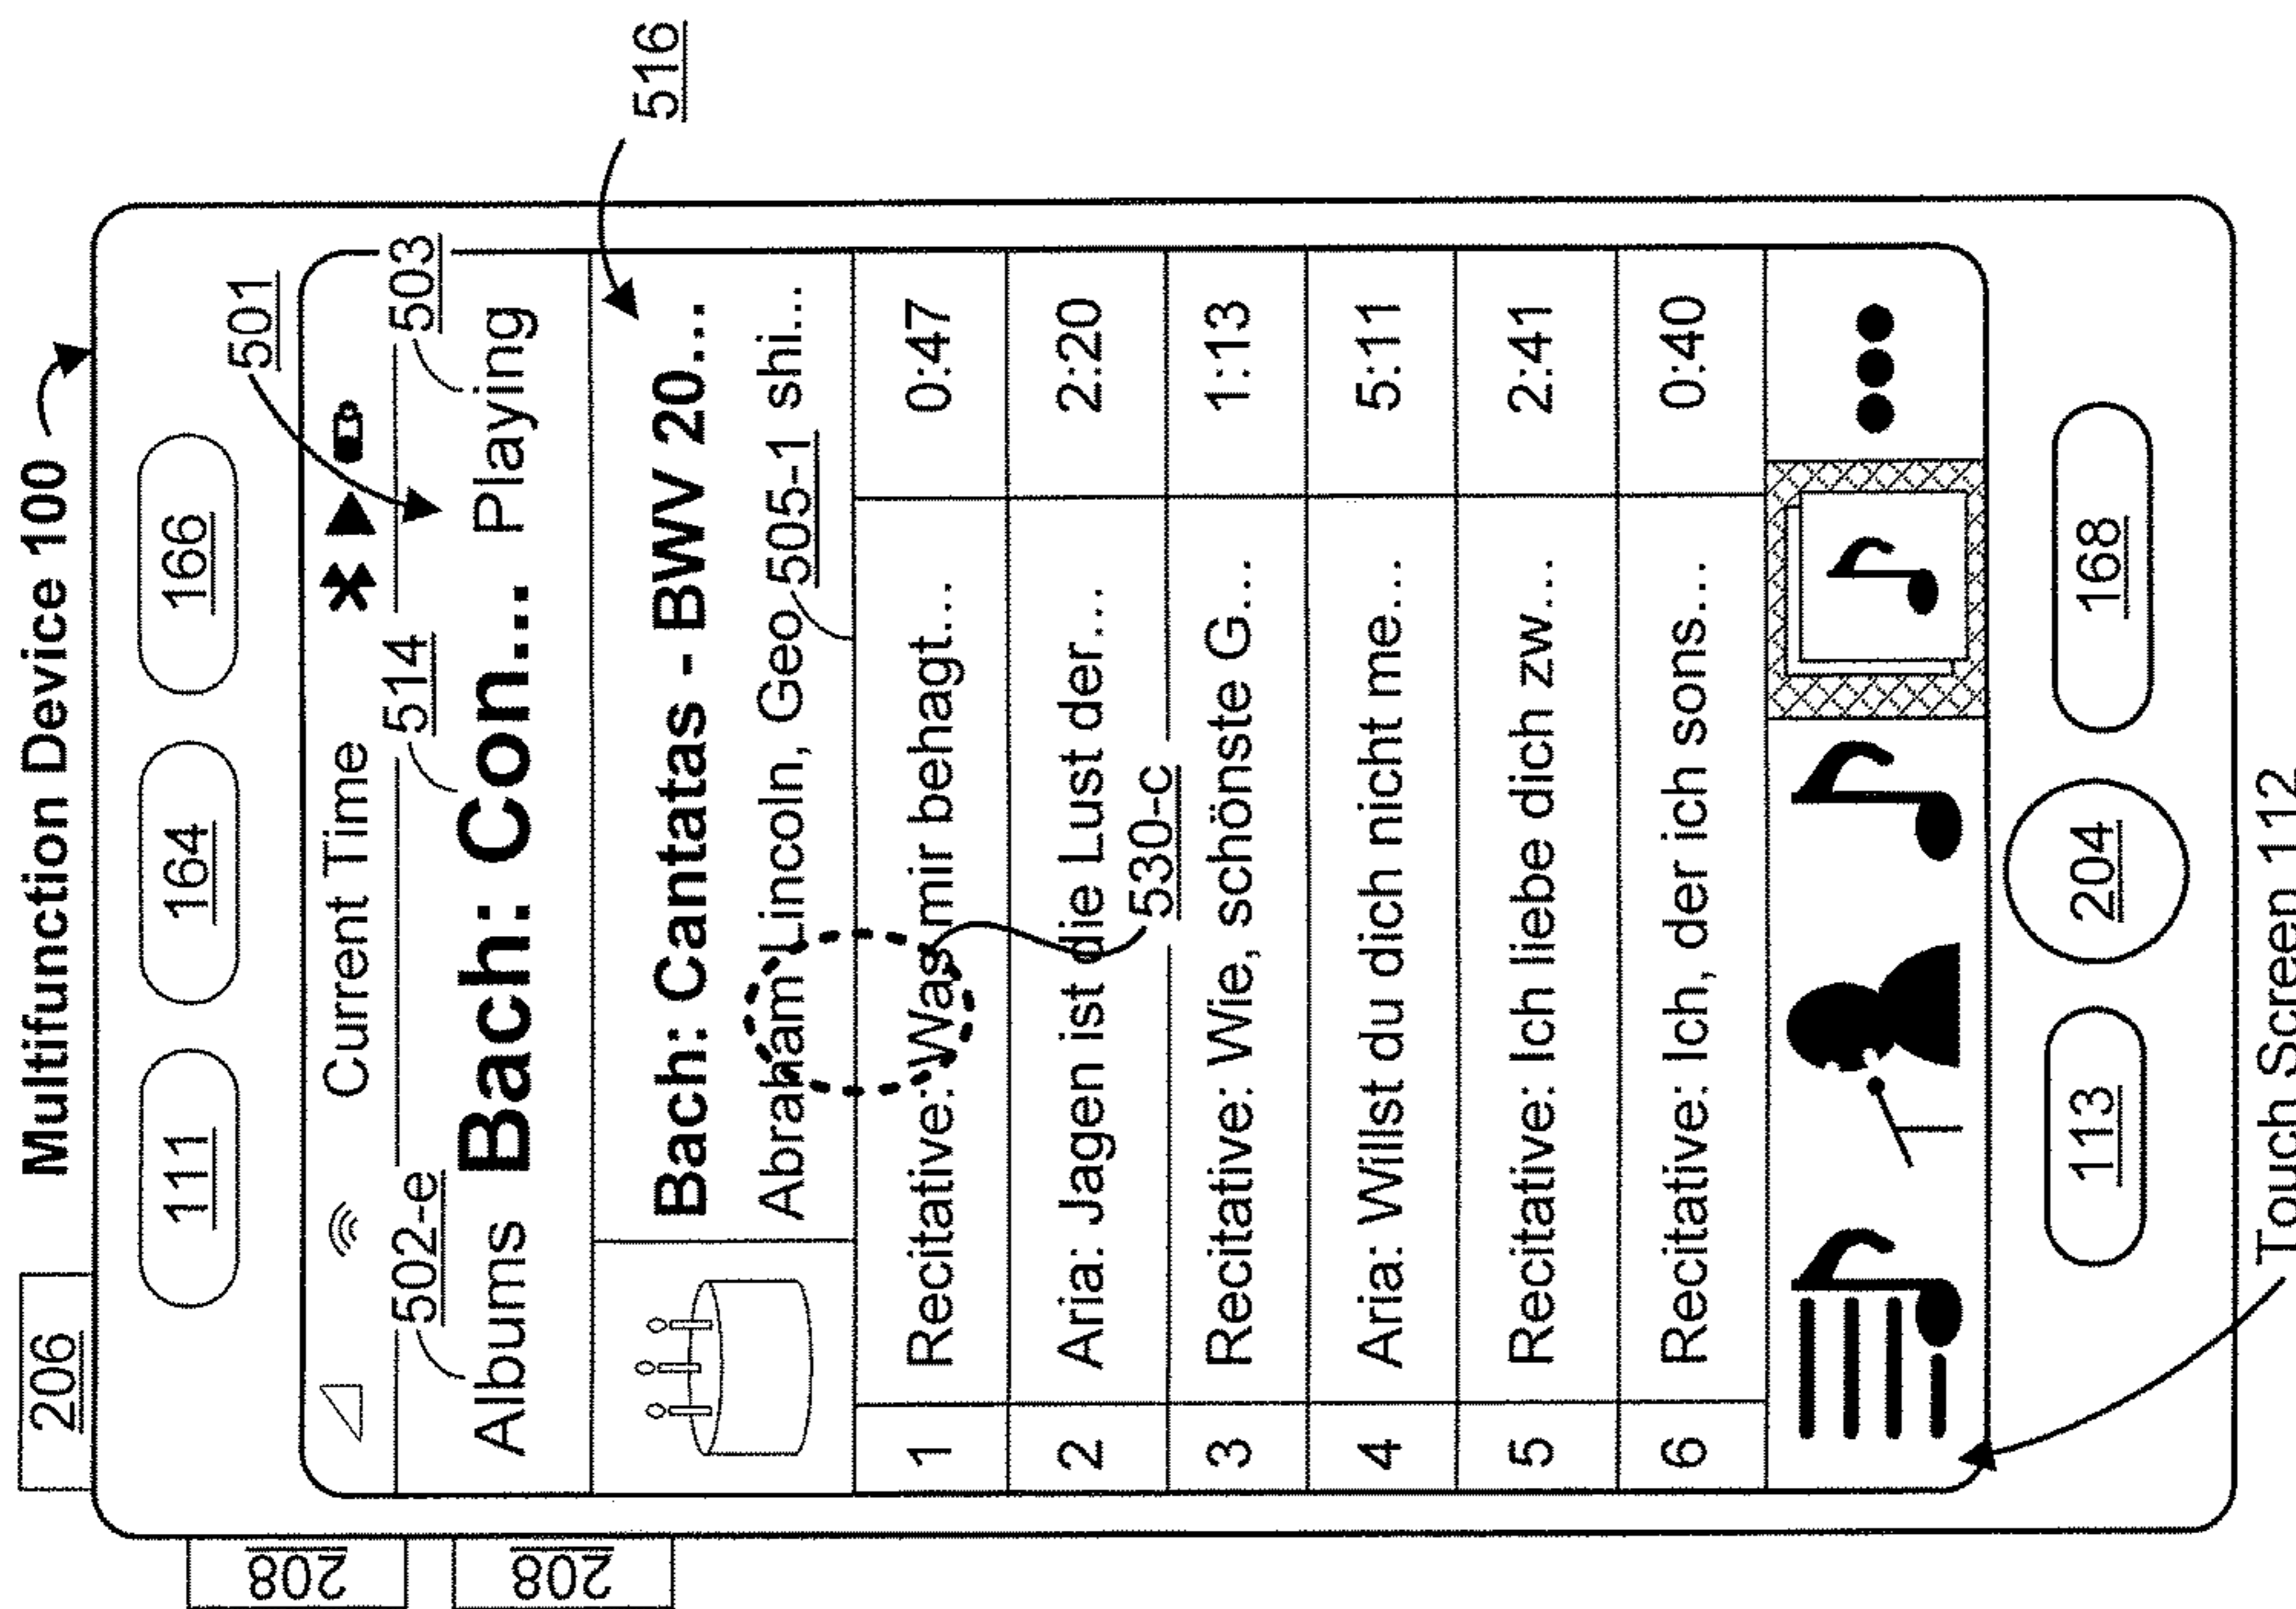 Multifunction Device 100
206
208
208
111 164 166
501
Current Time
502-e 514 503
Albums Bach: Con... Playing
516
Bach: Cantatas - BWV 20...
Abraham Lincoln, Geo shi...
505-1
1 Recitative: Was mir behagt... 0:47
2 Aria: Jagen ist die Lust der... 2:20
530-c
3 Recitative: Wie, schönste G... 1:13
4 Aria: Willst du dich nicht me... 5:11
5 Recitative: Ich liebe dich zw... 2:41
6 Recitative: Ich, der ich sons... 0:40
113 204 168
Touch Screen 112